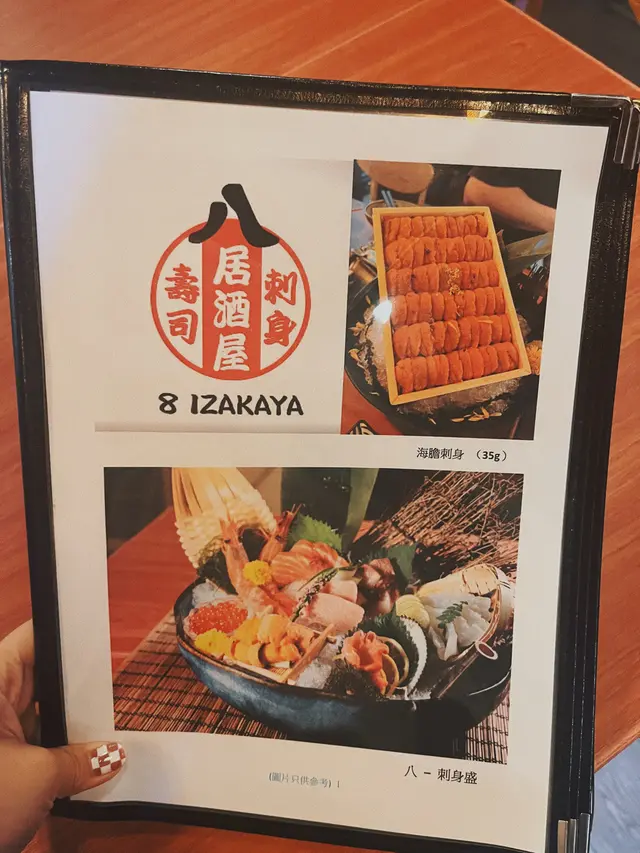 八
壽司
居酒屋
刺身
8 IZAKAYA
海膽刺身 （35g）
八 - 刺身盛
(圖片只供參考) 1